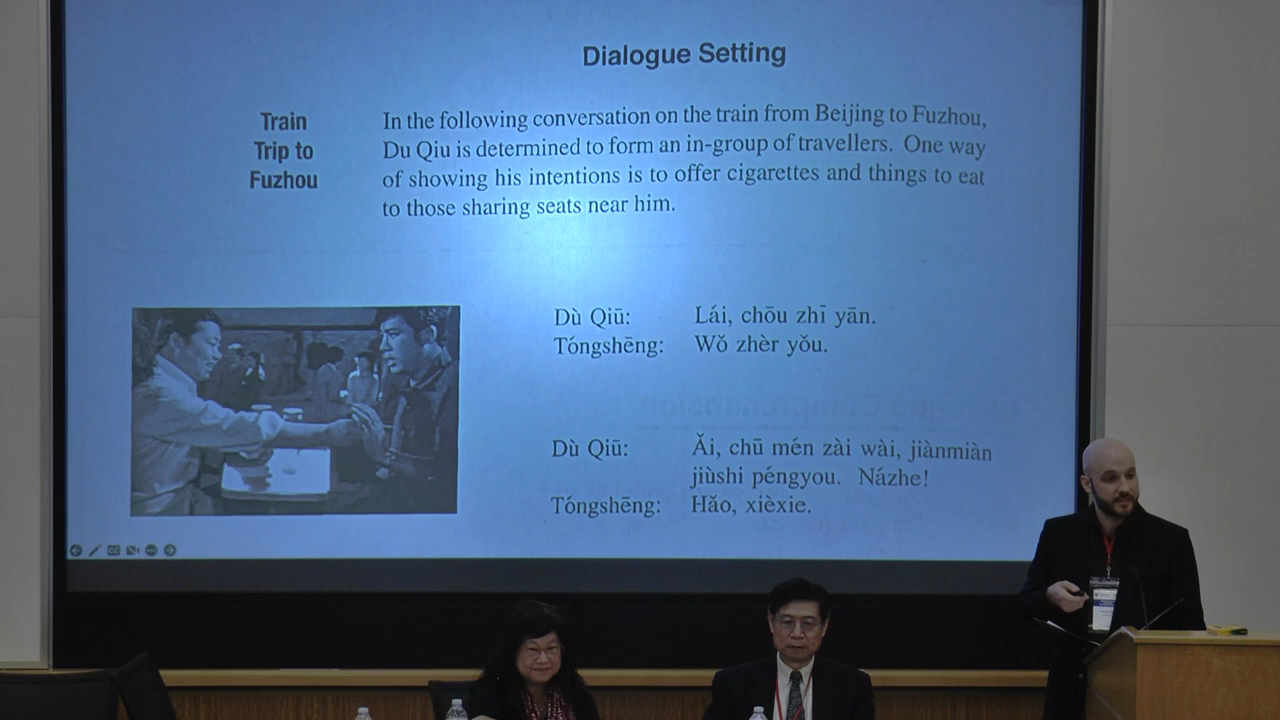 Dialogue Setting
Train
Trip to
Fuzhou
In the following conversation on the train from Beijing to Fuzhou,
Du Qiu is determined to form an in-group of travellers. One way
of showing his intentions is to offer cigarettes and things to eat
to those sharing seats near him.
Dù Qiū: Lái, chōu zhī yān.
Tóngshēng: Wǒ zhèr yǒu.
Dù Qiū: Ǎi, chū mén zài wài, jiànmiàn
jiùshi péngyou. Názhe!
Tóngshēng: Hǎo, xièxie.